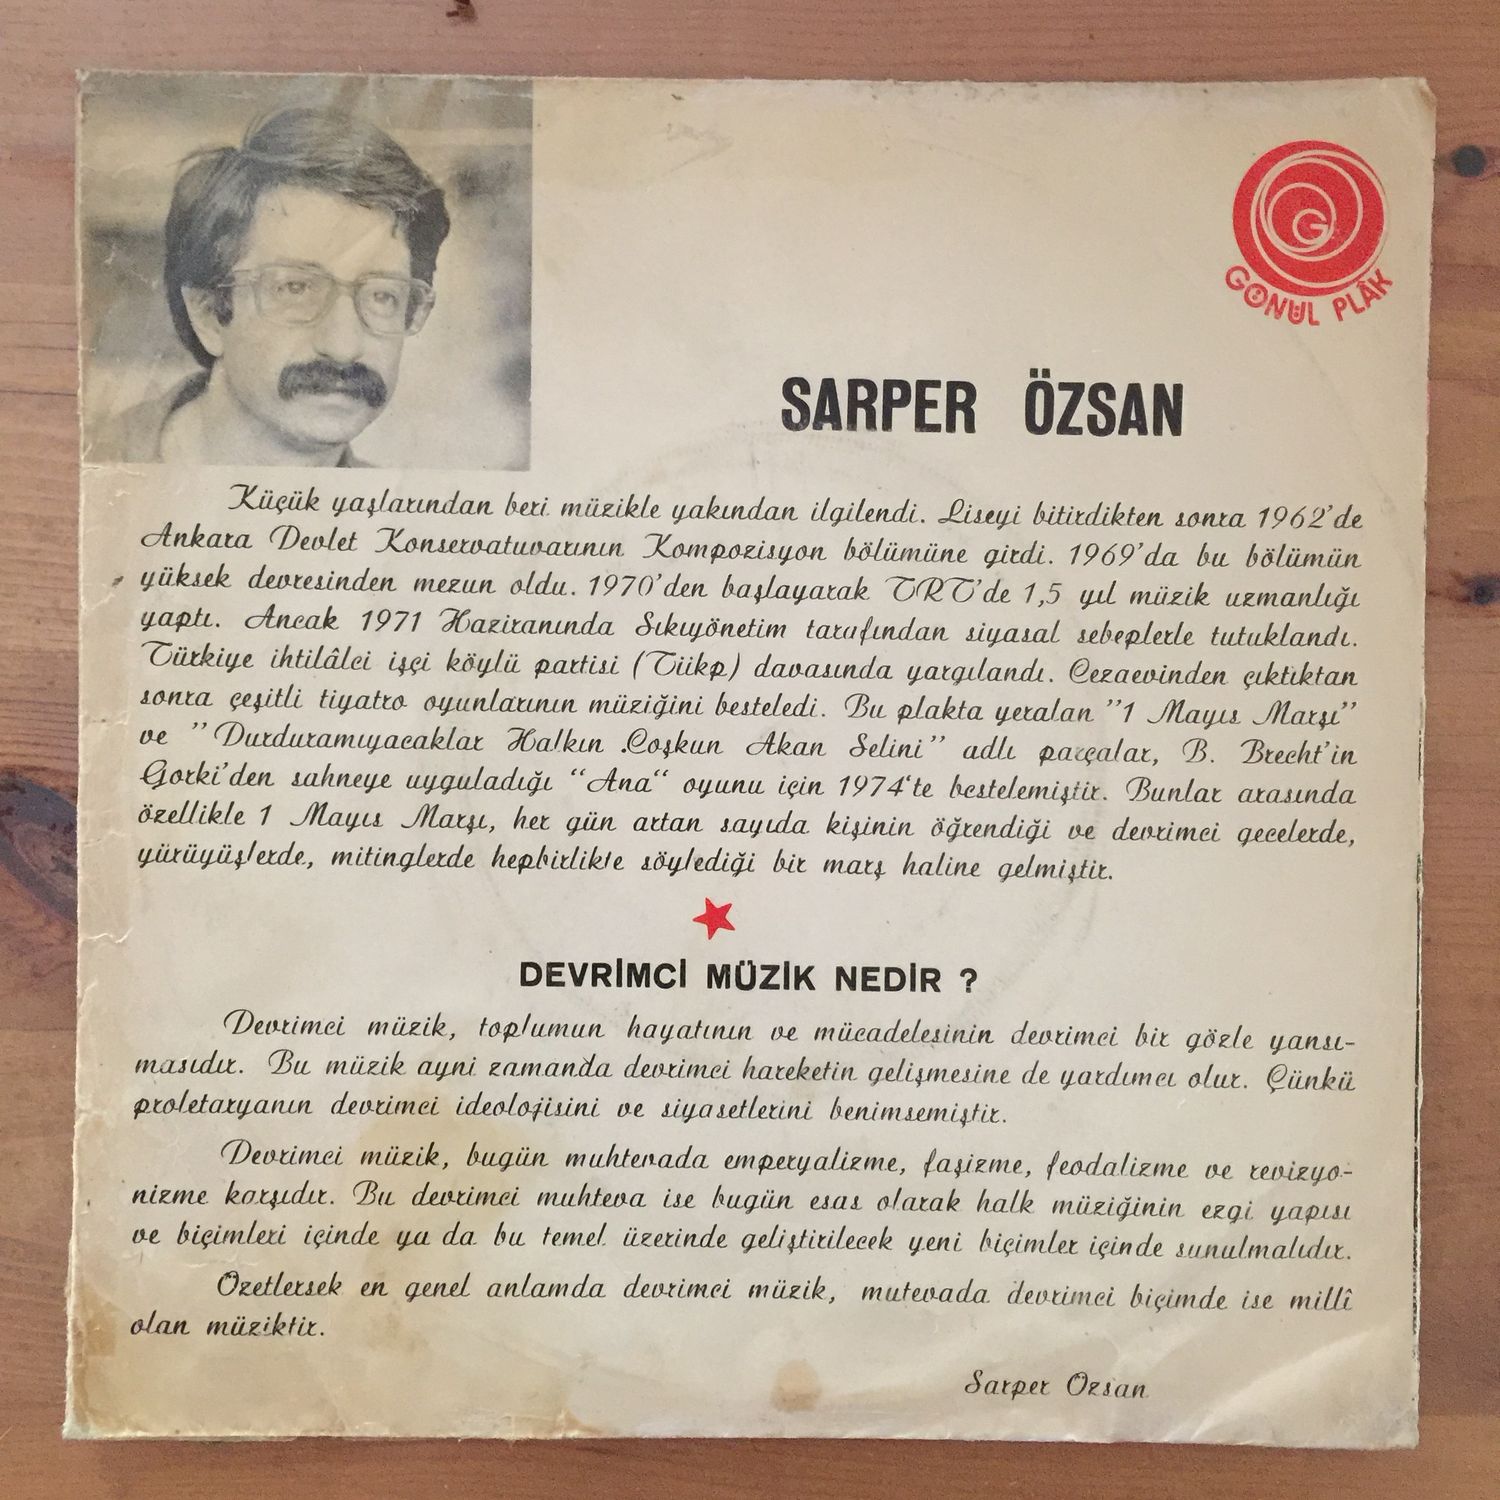 GÖNÜL PLÂK
SARPER ÖZSAN
Küçük yaşlarından beri müzikle yakından ilgilendi. Liseyi bitirdikten sonra 1962'de
Ankara Devlet Konservatuvarının Kompozisyon bölümüne girdi. 1969'da bu bölümün
yüksek devresinden mezun oldu. 1970'den başlayarak TRT'de 1,5 yıl müzik uzmanlığı
yaptı. Ancak 1971 Haziranında Sıkıyönetim tarafından siyasal sebeplerle tutuklandı.
Türkiye ihtilâlci işçi köylü partisi (Tiikp) davasında yargılandı. Cezaevinden çıktıktan
sonra çeşitli tiyatro oyunlarının müziğini besteledi. Bu plakta yeralan "1 Mayıs Marşı"
ve "Durduramıyacaklar Halkın Coşkun Akan Selini" adlı parçalar, B. Brecht'in
Gorki'den sahneye uyguladığı "Ana" oyunu için 1974'te bestelemiştir. Bunlar arasında
özellikle 1 Mayıs Marşı, her gün artan sayıda kişinin öğrendiği ve devrimci gecelerde,
yürüyüşlerde, mitinglerde hepbirlikte söylediği bir marş haline gelmiştir.
DEVRİMCİ MÜZİK NEDİR ?
Devrimci müzik, toplumun hayatının ve mücadelesinin devrimci bir gözle yansı-
masıdır. Bu müzik ayni zamanda devrimci hareketin gelişmesine de yardımcı olur. Çünkü
proletaryanın devrimci ideolojisini ve siyasetlerini benimsemiştir.
Devrimci müzik, bugün muhtevada emperyalizme, faşizme, feodalizme ve revizyo-
nizme karşıdır. Bu devrimci muhteva ise bugün esas olarak halk müziğinin ezgi yapısı
ve biçimleri içinde ya da bu temel üzerinde geliştirilecek yeni biçimler içinde sunulmalıdır.
Özetlersek en genel anlamda devrimci müzik, mutevada devrimci biçimde ise millî
olan müziktir.
Sarper Özsan